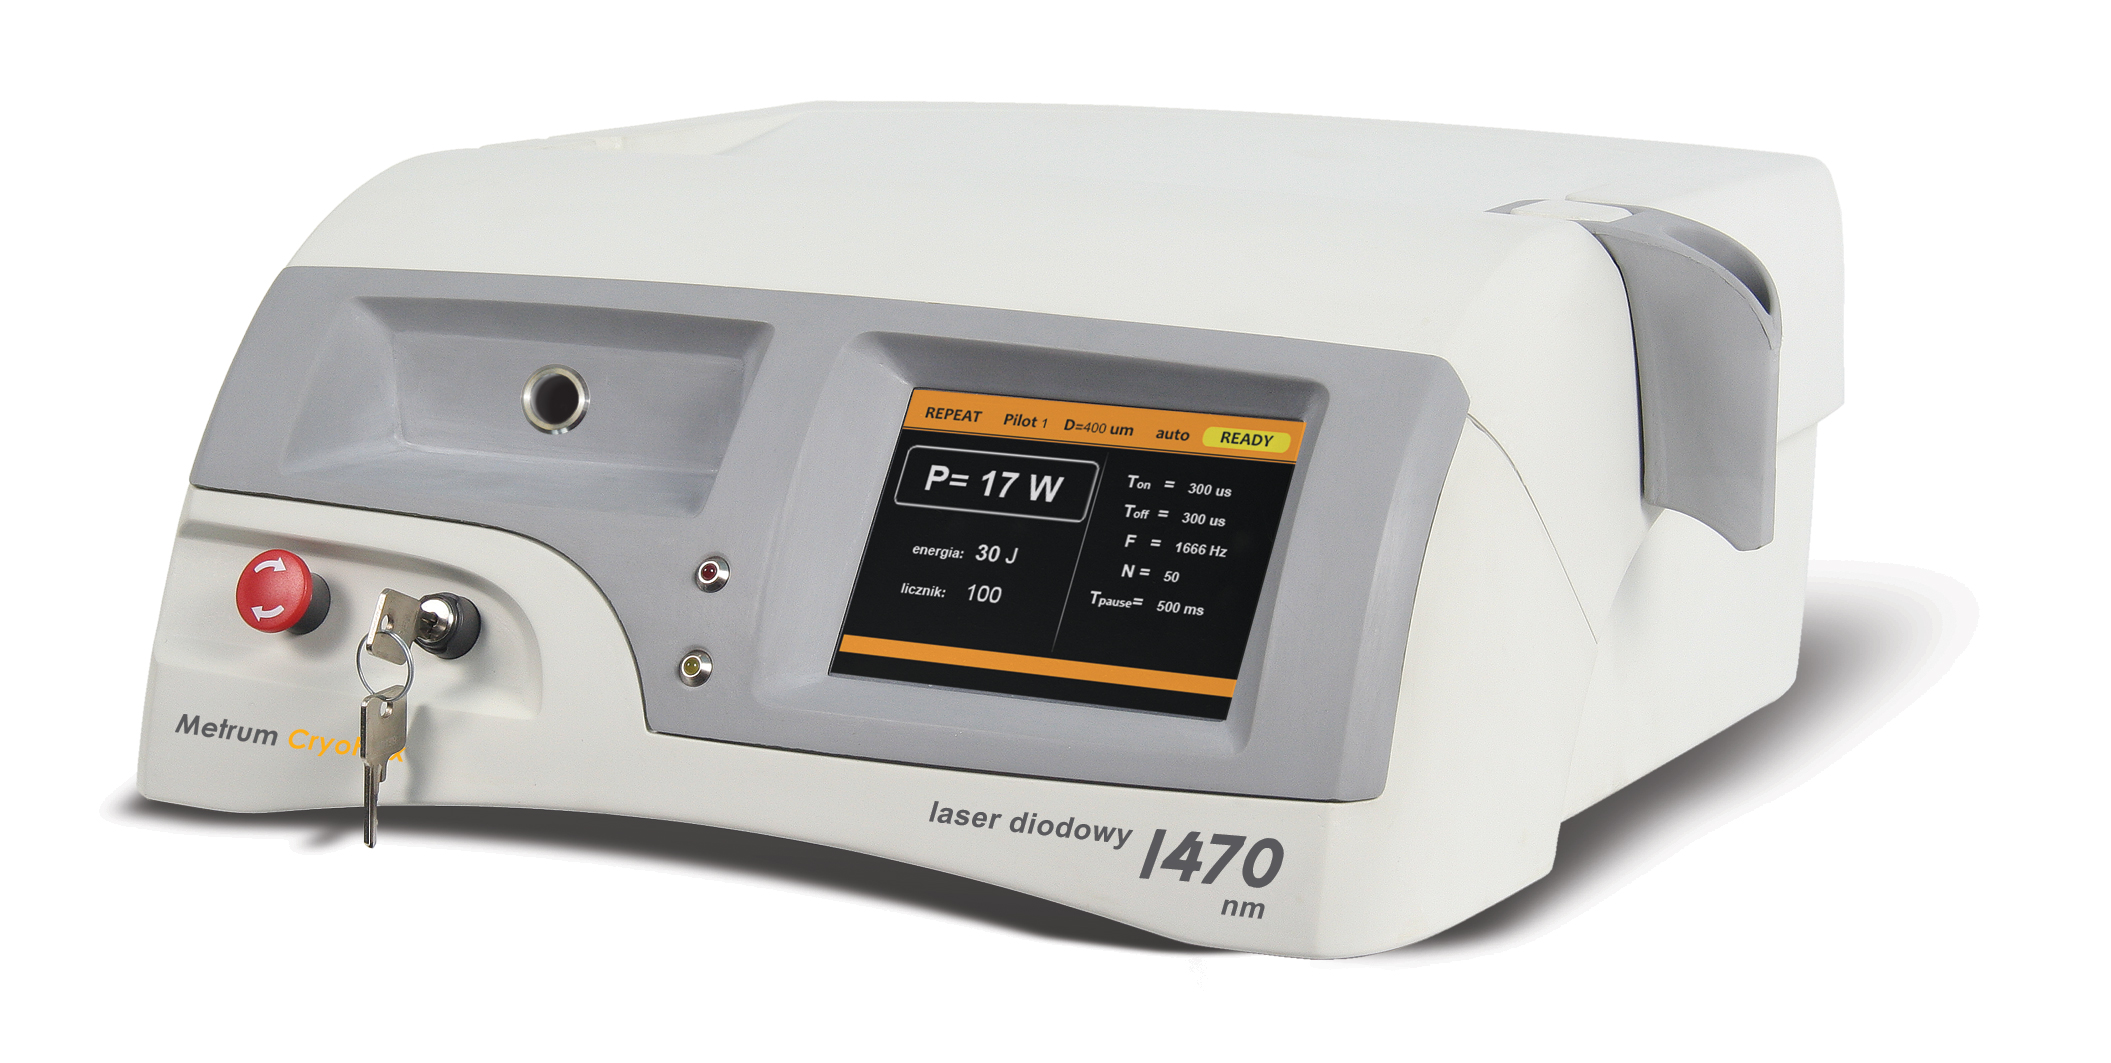 REPEAT Pilot 1 D=400 um auto READY
P= 17 W
energia: 30 J
licznik: 100
Ton = 300 us
Toff = 300 us
F = 1666 Hz
N = 50
Tpause= 500 ms
Metrum
laser diodowy 1470
nm